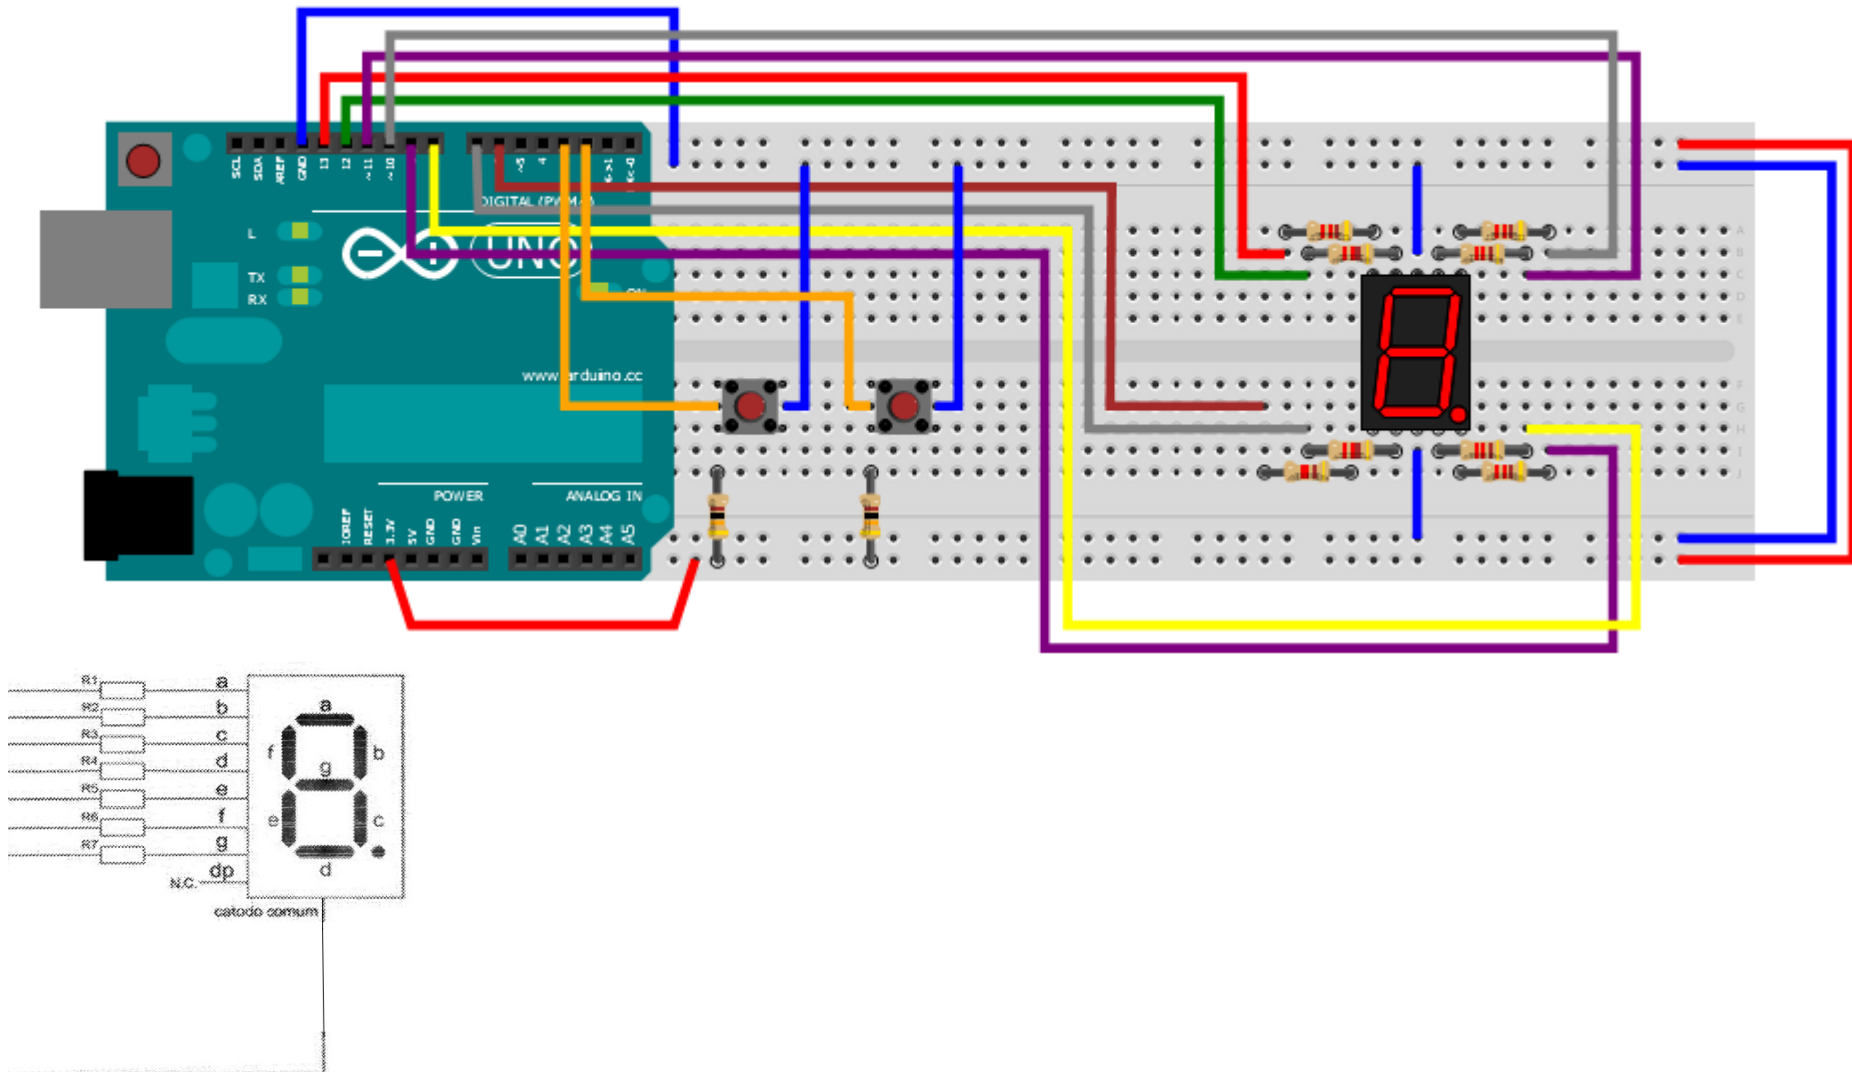 SCL
SDA
AREF
GND
13
12
~11
~10
~5
4
DIGITAL (PWM~)
L
TX
RX
UNO
ON
www.arduino.cc
POWER
ANALOG IN
IOREF
RESET
3.3V
5V
GND
GND
Vin
A0
A1
A2
A3
A4
A5
A
B
C
D
E
F
G
H
I
J
R1 a
R2 b
R3 c
R4 d
R5 e
R6 f
R7 g
N.C. dp
a
f b
g
e c
d
catodo comum